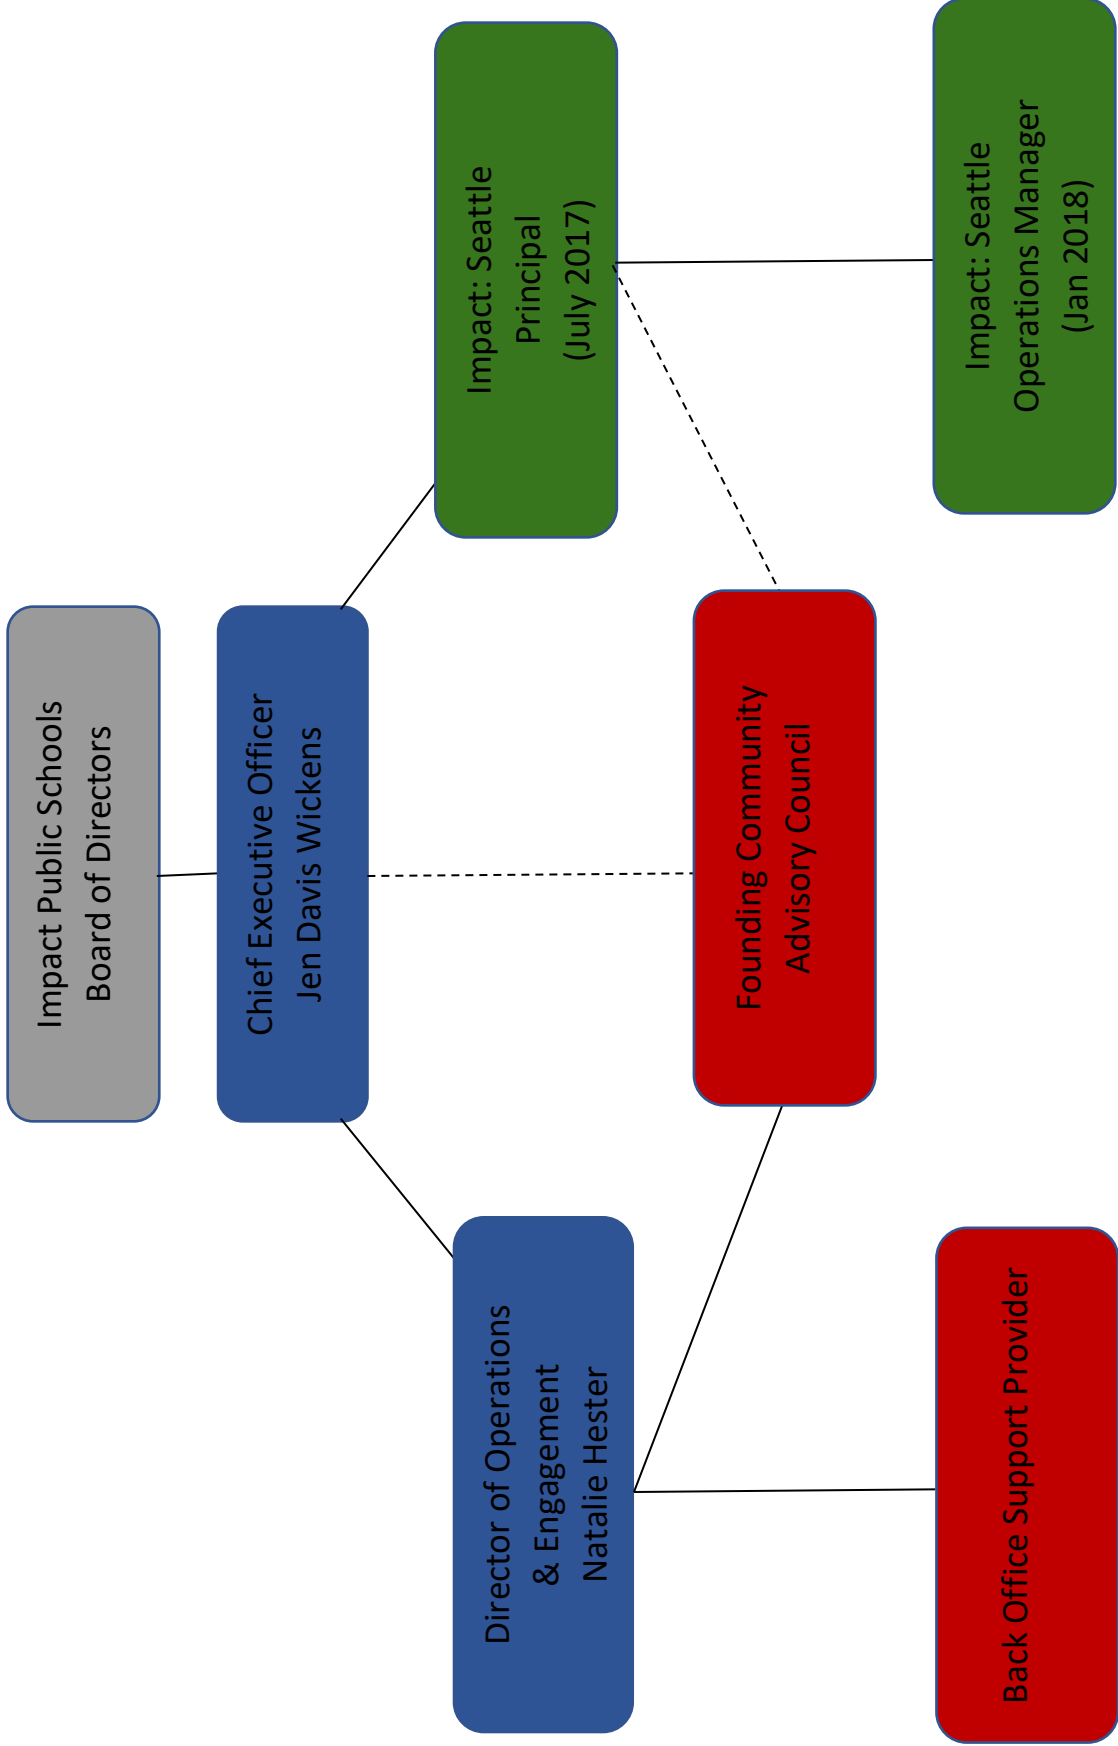 Impact Public Schools
Board of Directors
Chief Executive Officer
Jen Davis Wickens
Director of Operations
& Engagement
Natalie Hester
Impact: Seattle
Principal
(July 2017)
Founding Community
Advisory Council
Back Office Support Provider
Impact: Seattle
Operations Manager
(Jan 2018)